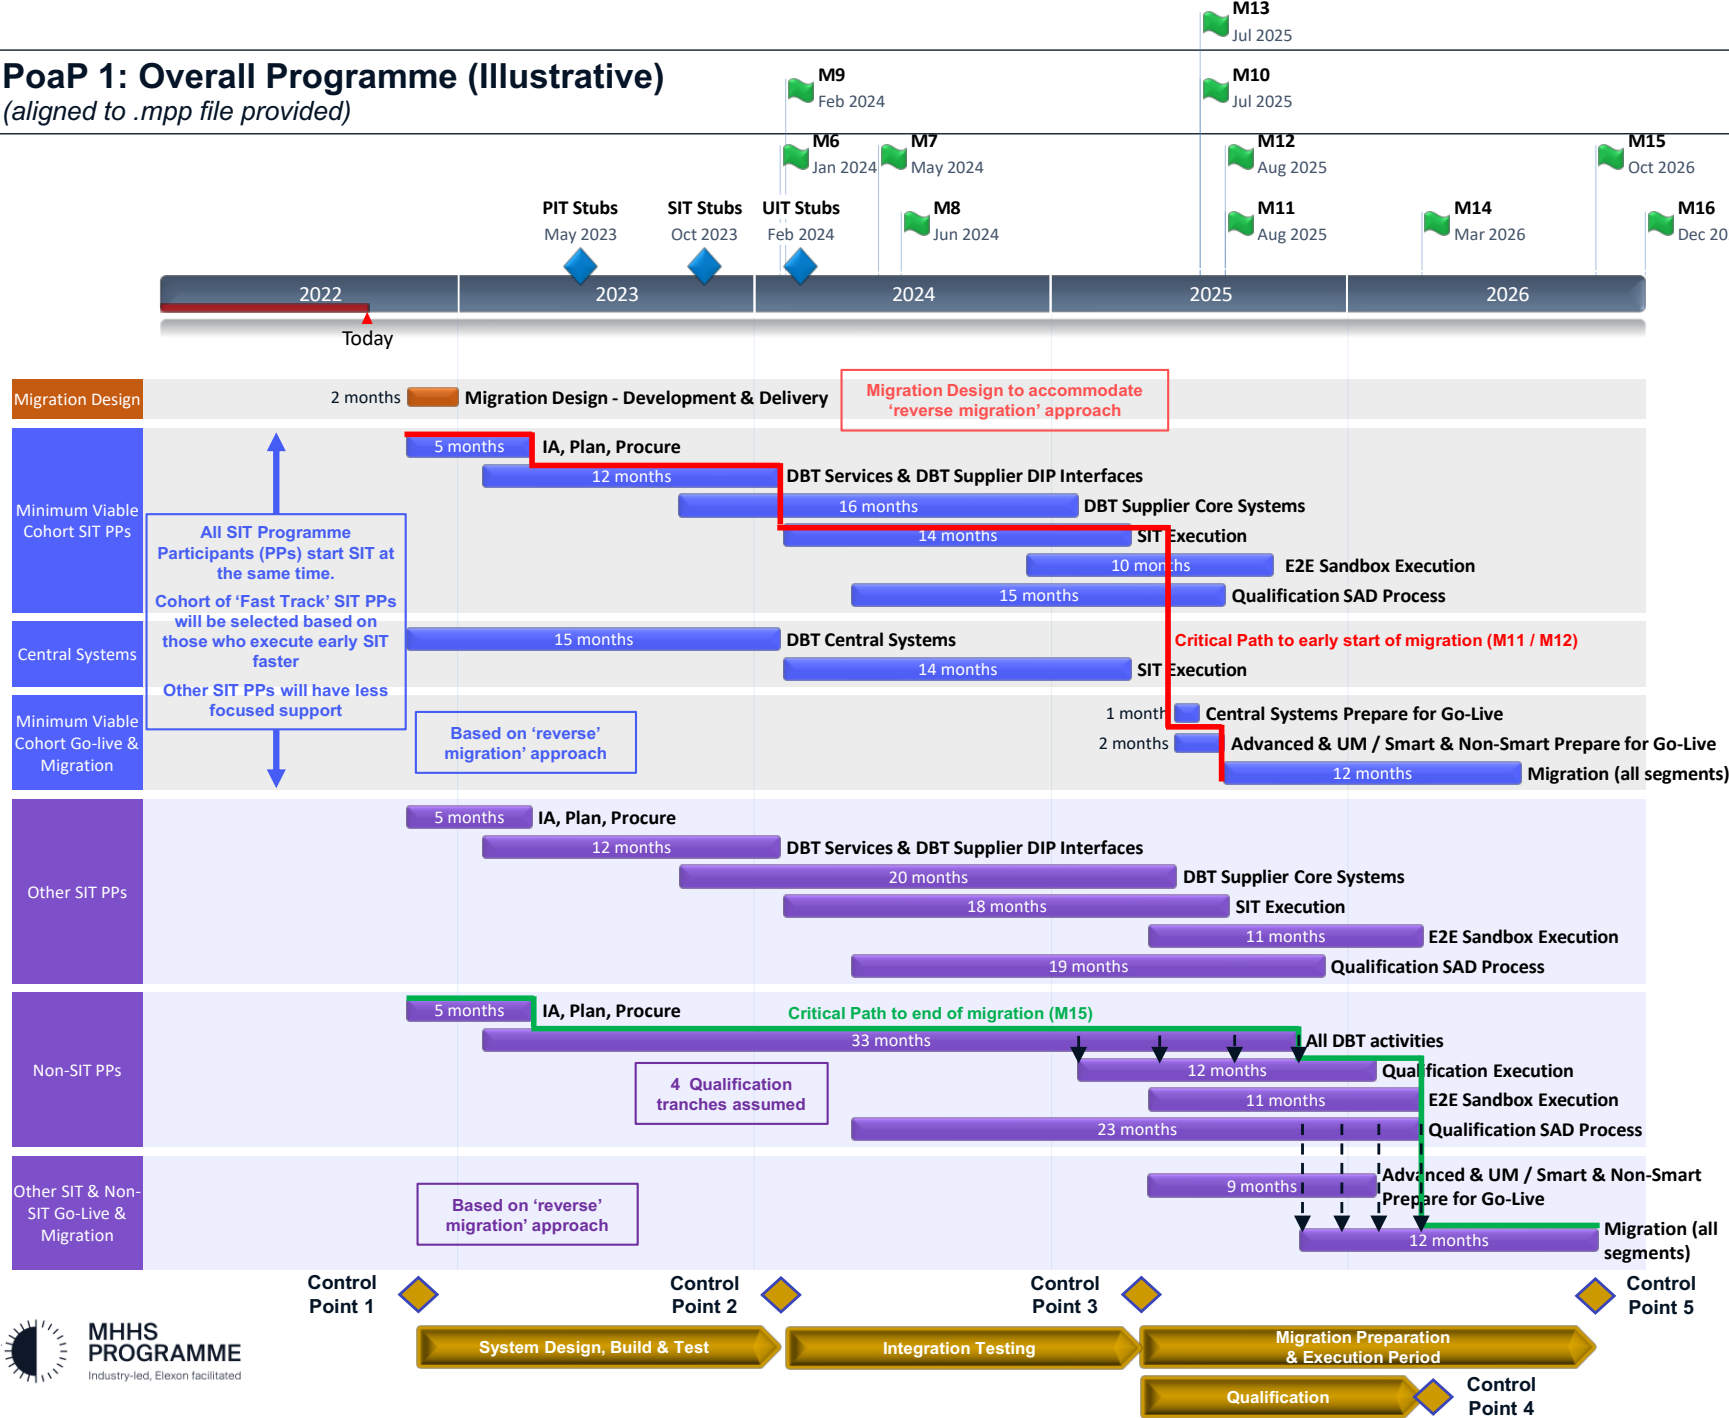 M13
Jul 2025
PoaP 1: Overall Programme (Illustrative)
(aligned to .mpp file provided)
M9
Feb 2024
M10
Jul 2025
M6
Jan 2024
M7
May 2024
M12
Aug 2025
M15
Oct 2026
PIT Stubs
May 2023
SIT Stubs
Oct 2023
UIT Stubs
Feb 2024
M8
Jun 2024
M11
Aug 2025
M14
Mar 2026
M16
Dec 20
2022
2023
2024
2025
2026
Today
Migration Design
2 months
Migration Design - Development & Delivery
Migration Design to accommodate
‘reverse migration’ approach
Minimum Viable
Cohort SIT PPs
5 months
IA, Plan, Procure
12 months
DBT Services & DBT Supplier DIP Interfaces
16 months
DBT Supplier Core Systems
14 months
SIT Execution
10 months
E2E Sandbox Execution
15 months
Qualification SAD Process
All SIT Programme
Participants (PPs) start SIT at
the same time.
Cohort of ‘Fast Track’ SIT PPs
will be selected based on
those who execute early SIT
faster
Other SIT PPs will have less
focused support
Central Systems
15 months
DBT Central Systems
Critical Path to early start of migration (M11 / M12)
14 months
SIT Execution
Minimum Viable
Cohort Go-live &
Migration
Based on ‘reverse’
migration’ approach
1 month
Central Systems Prepare for Go-Live
2 months
Advanced & UM / Smart & Non-Smart Prepare for Go-Live
12 months
Migration (all segments)
Other SIT PPs
5 months
IA, Plan, Procure
12 months
DBT Services & DBT Supplier DIP Interfaces
20 months
DBT Supplier Core Systems
18 months
SIT Execution
11 months
E2E Sandbox Execution
19 months
Qualification SAD Process
Non-SIT PPs
5 months
IA, Plan, Procure
Critical Path to end of migration (M15)
33 months
All DBT activities
12 months
Qualification Execution
4 Qualification
tranches assumed
11 months
E2E Sandbox Execution
23 months
Qualification SAD Process
Other SIT & Non-
SIT Go-Live &
Migration
Based on ‘reverse’
migration’ approach
9 months
Advanced & UM / Smart & Non-Smart
Prepare for Go-Live
12 months
Migration (all
segments)
Control
Point 1
Control
Point 2
Control
Point 3
Control
Point 5
MHHS
PROGRAMME
Industry-led, Elexon facilitated
System Design, Build & Test
Integration Testing
Migration Preparation
& Execution Period
Qualification
Control
Point 4